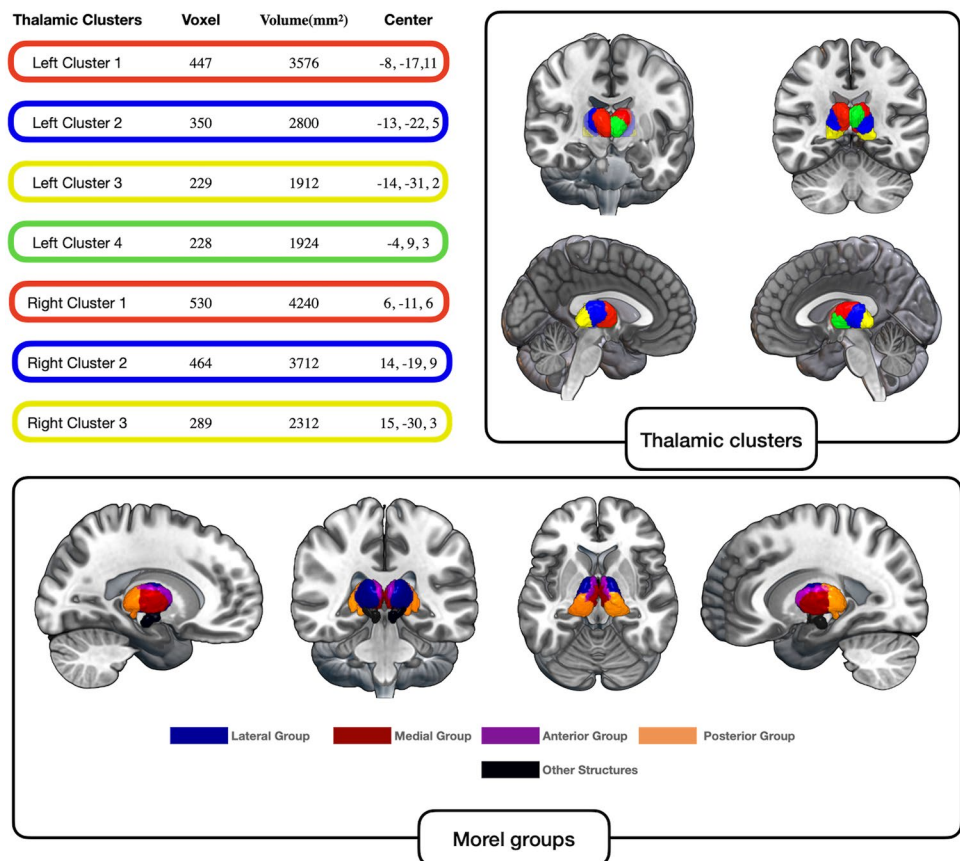 Thalamic Clusters Voxel Volume(mm²) Center
Left Cluster 1 447 3576 -8, -17,11
Left Cluster 2 350 2800 -13, -22, 5
Left Cluster 3 229 1912 -14, -31, 2
Left Cluster 4 228 1924 -4, 9, 3
Right Cluster 1 530 4240 6, -11, 6
Right Cluster 2 464 3712 14, -19, 9
Right Cluster 3 289 2312 15, -30, 3
Thalamic clusters
Lateral Group Medial Group Anterior Group Posterior Group
Other Structures
Morel groups